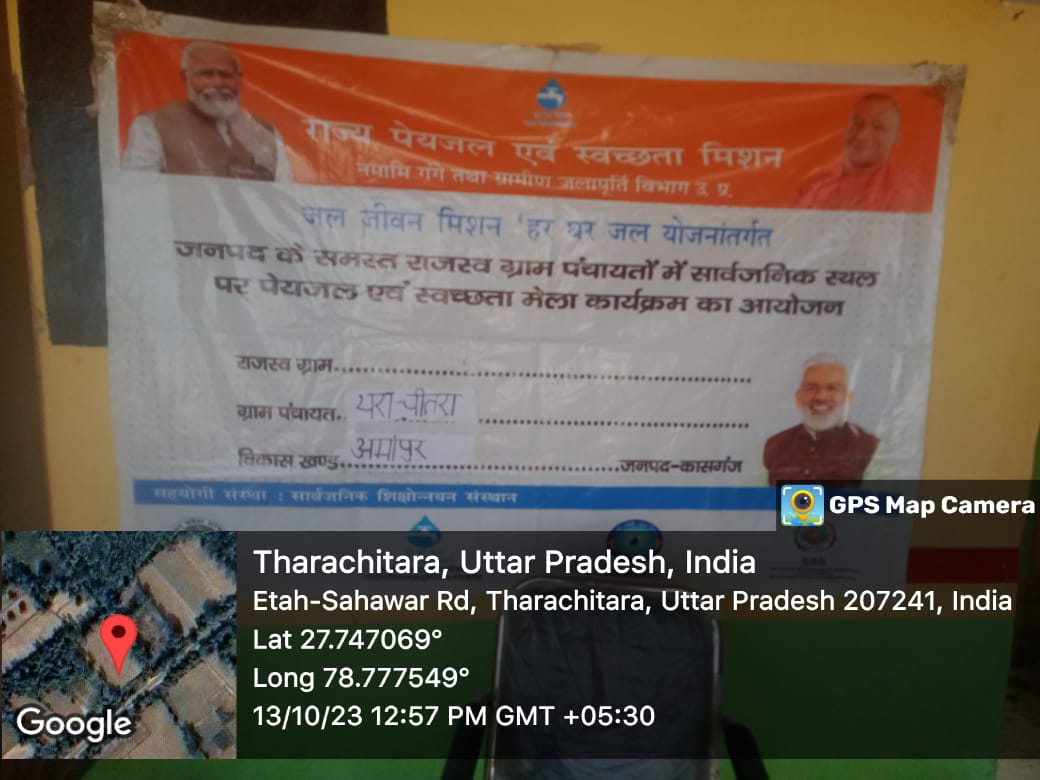 राज्य पेयजल एवं स्वच्छता मिशन
नमामि गंगे तथा ग्रामीण जलापूर्ति विभाग उ. प्र.
जल जीवन मिशन 'हर घर जल योजनांतर्गत
जनपद के समस्त राजस्व ग्राम पंचायतों में सार्वजनिक स्थल
पर पेयजल एवं स्वच्छता मेला कार्यक्रम का आयोजन
राजस्व ग्राम
ग्राम पंचायत.. थराचीतरा
विकास खण्ड अमांपुर जनपद-कासगंज
सहयोगी संस्था : सार्वजनिक शिक्षोन्नयन संस्थान
GPS Map Camera
Tharachitara, Uttar Pradesh, India
Etah-Sahawar Rd, Tharachitara, Uttar Pradesh 207241, India
Lat 27.747069°
Long 78.777549°
13/10/23 12:57 PM GMT +05:30
Google